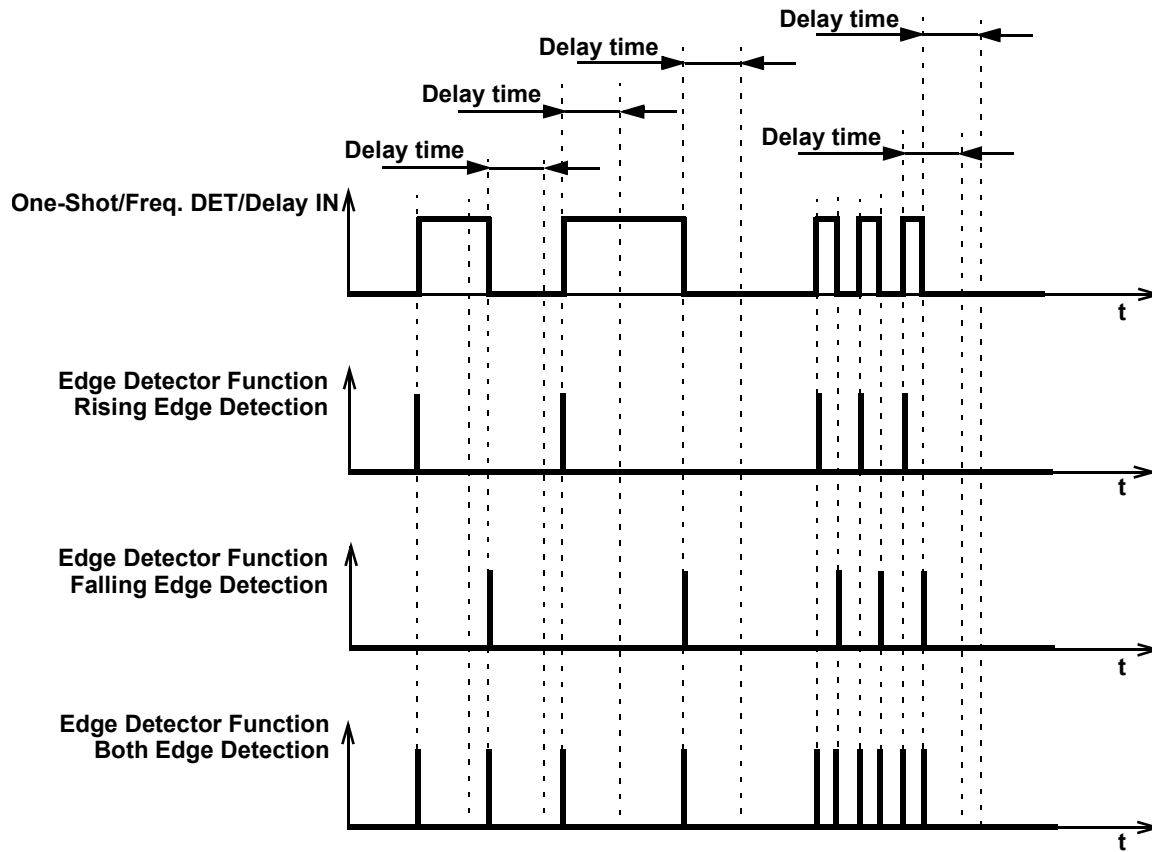 Delay time
Delay time
Delay time
Delay time
Delay time
One-Shot/Freq. DET/Delay IN
t
Edge Detector Function
Rising Edge Detection
t
Edge Detector Function
Falling Edge Detection
t
Edge Detector Function
Both Edge Detection
t